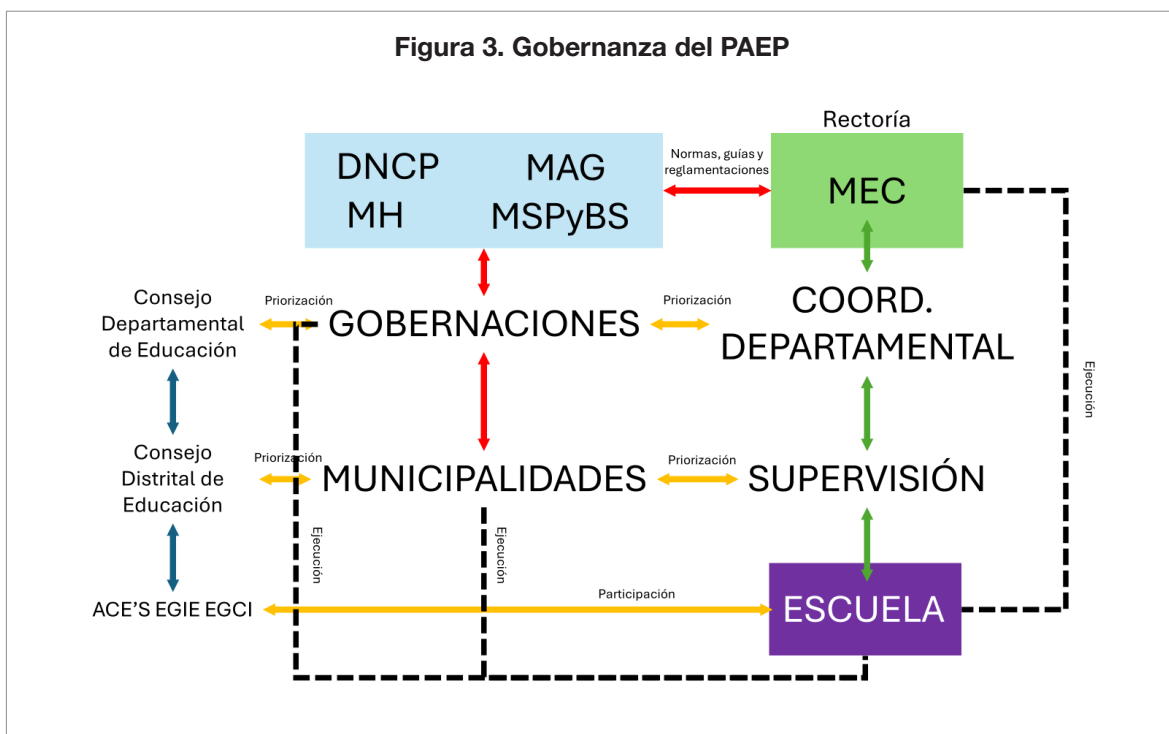 Figura 3. Gobernanza del PAEP
Rectoría
DNCP
MAG
MH
MSPyBS
Normas, guías y
reglamentaciones
MEC
Consejo
Departamental
de Educación
Priorización
GOBERNACIONES
Priorización
COORD.
DEPARTAMENTAL
Ejecución
Consejo
Distrital de
Educación
Priorización
MUNICIPALIDADES
Priorización
SUPERVISIÓN
Ejecución
Ejecución
ACE'S EGIE EGCI
Participación
ESCUELA